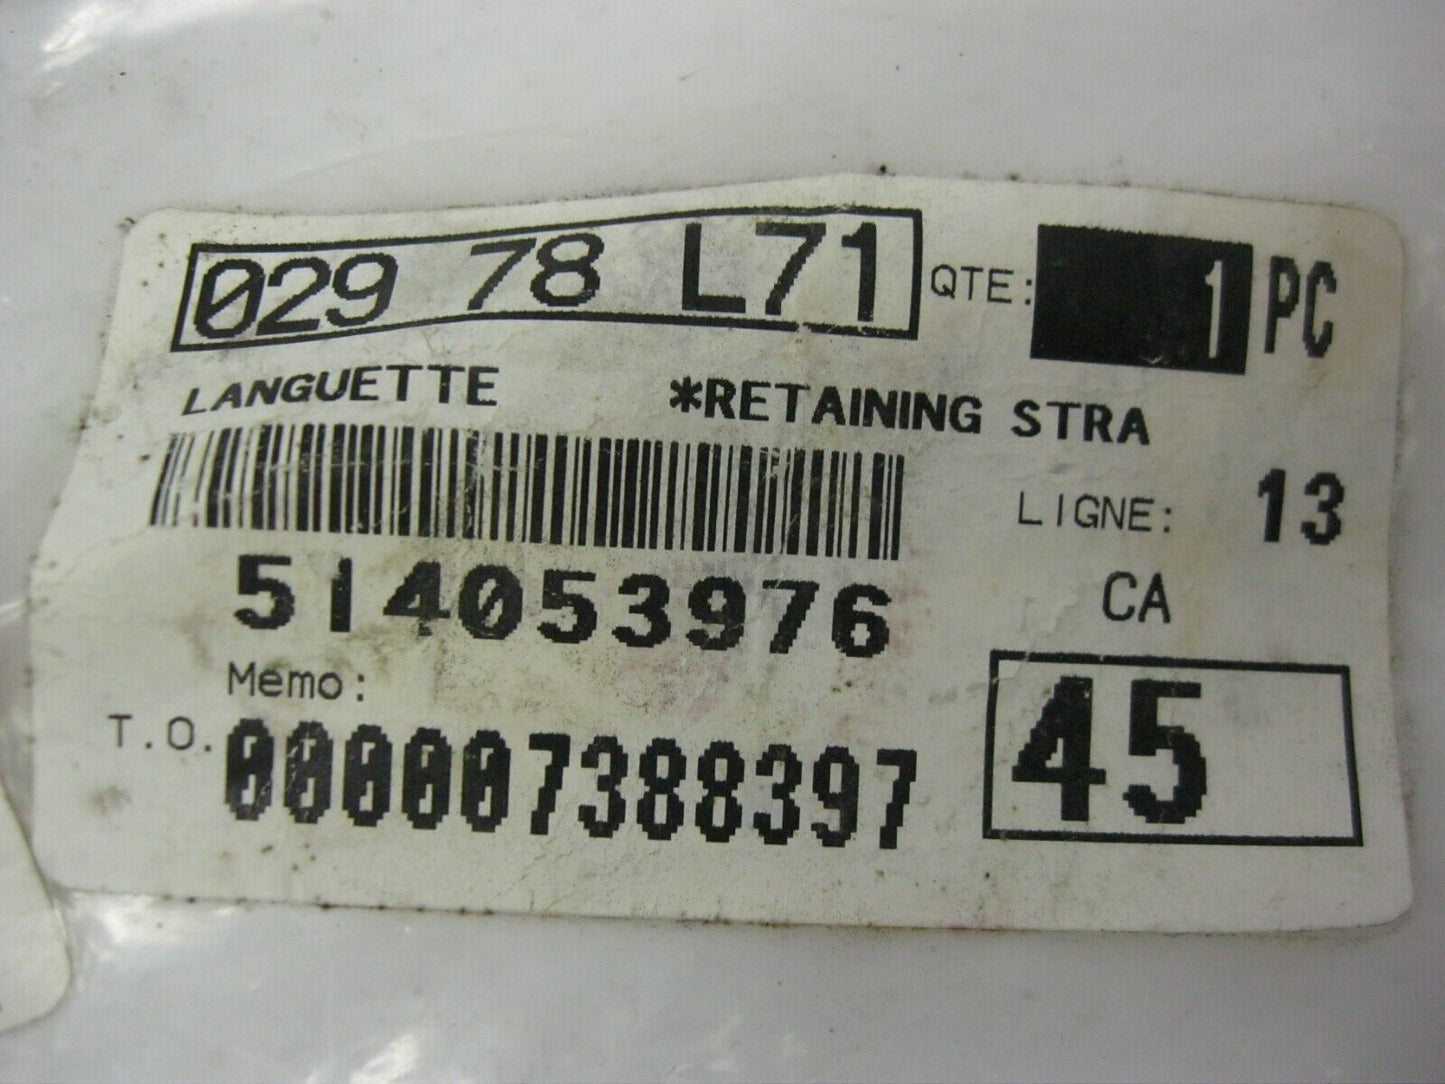 029 78 L71 QTE: 1 PC
LANGUETTE *RETAINING STRA
LIGNE: 13
514053976
CA
Memo:
T.O. 000007388397
45